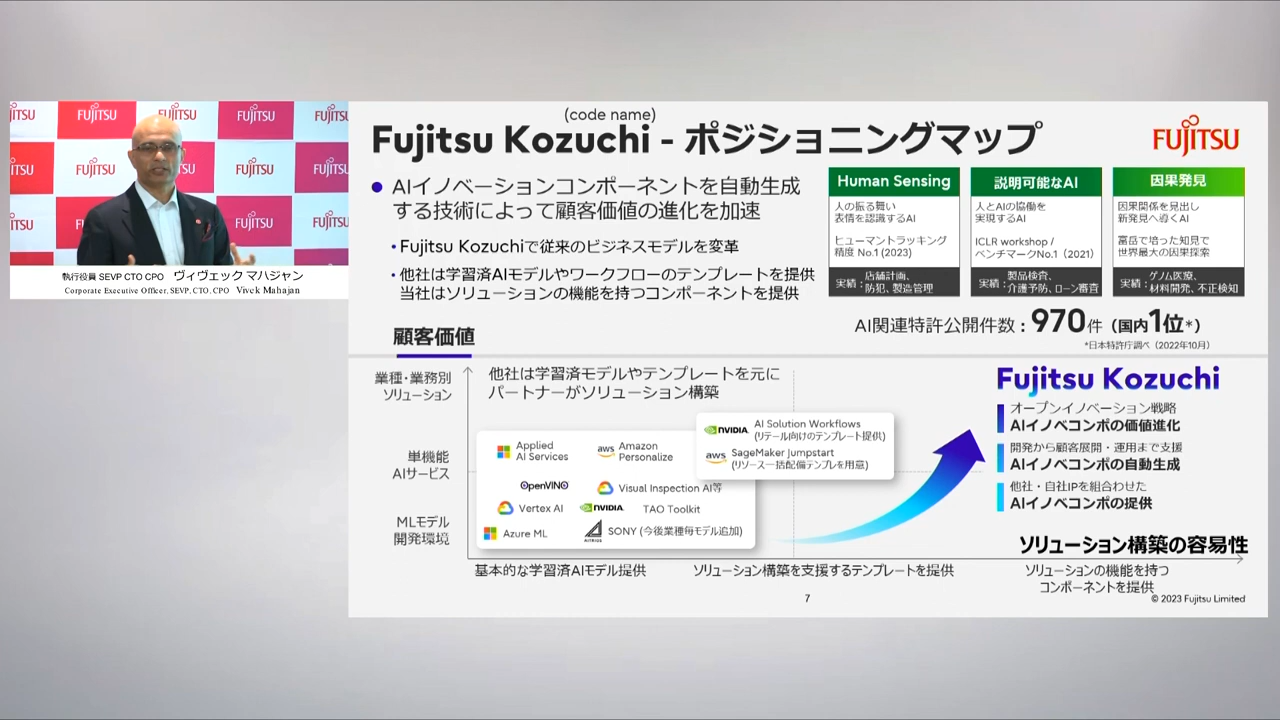 FUJITSU
FUJITSU
FUJITSU
FUJITSU
FUJITSU
FUJITSU
執行役員 SEVP CTO CPO ヴィヴェック マハジャン
Corporate Executive Officer, SEVP, CTO, CPO Vivek Mahajan
(code name)
Fujitsu Kozuchi - ポジショニングマップ
FUJITSU
● AIイノベーションコンポーネントを自動生成
する技術によって顧客価値の進化を加速
・Fujitsu Kozuchiで従来のビジネスモデルを変革
・他社は学習済AIモデルやワークフローのテンプレートを提供
当社はソリューションの機能を持つコンポーネントを提供
Human Sensing
人の振る舞い
表情を認識するAI
ヒューマントラッキング
精度 No.1 (2023)
実績：店舗計画、
防犯、製造管理
説明可能なAI
人とAIの協働を
実現するAI
ICLR workshop /
ベンチマークNo.1（2021）
実績：製品検査、
介護予防、ローン審査
因果発見
因果関係を見出し
新発見へ導くAI
富岳で培った知見で
世界最大の因果探索
実績：ゲノム医療、
材料開発、不正検知
AI関連特許公開件数：970件（国内1位*）
*日本特許庁調べ（2022年10月）
顧客価値
業種・業務別
ソリューション
単機能
AIサービス
MLモデル
開発環境
他社は学習済モデルやテンプレートを元に
パートナーがソリューション構築
NVIDIA. AI Solution Workflows
(リテール向けのテンプレート提供)
aws SageMaker Jumpstart
(リソース一括配備テンプレを用意)
Applied
AI Services
aws Amazon
Personalize
OpenVINO
Visual Inspection AI等
Vertex AI
NVIDIA. TAO Toolkit
Azure ML
AITRIOS SONY (今後業種毎モデル追加)
Fujitsu Kozuchi
オープンイノベーション戦略
AIイノベコンポの価値進化
開発から顧客展開・運用まで支援
AIイノベコンポの自動生成
他社・自社IPを組合わせた
AIイノベコンポの提供
ソリューション構築の容易性
基本的な学習済AIモデル提供
ソリューション構築を支援するテンプレートを提供
ソリューションの機能を持つ
コンポーネントを提供
7
© 2023 Fujitsu Limited